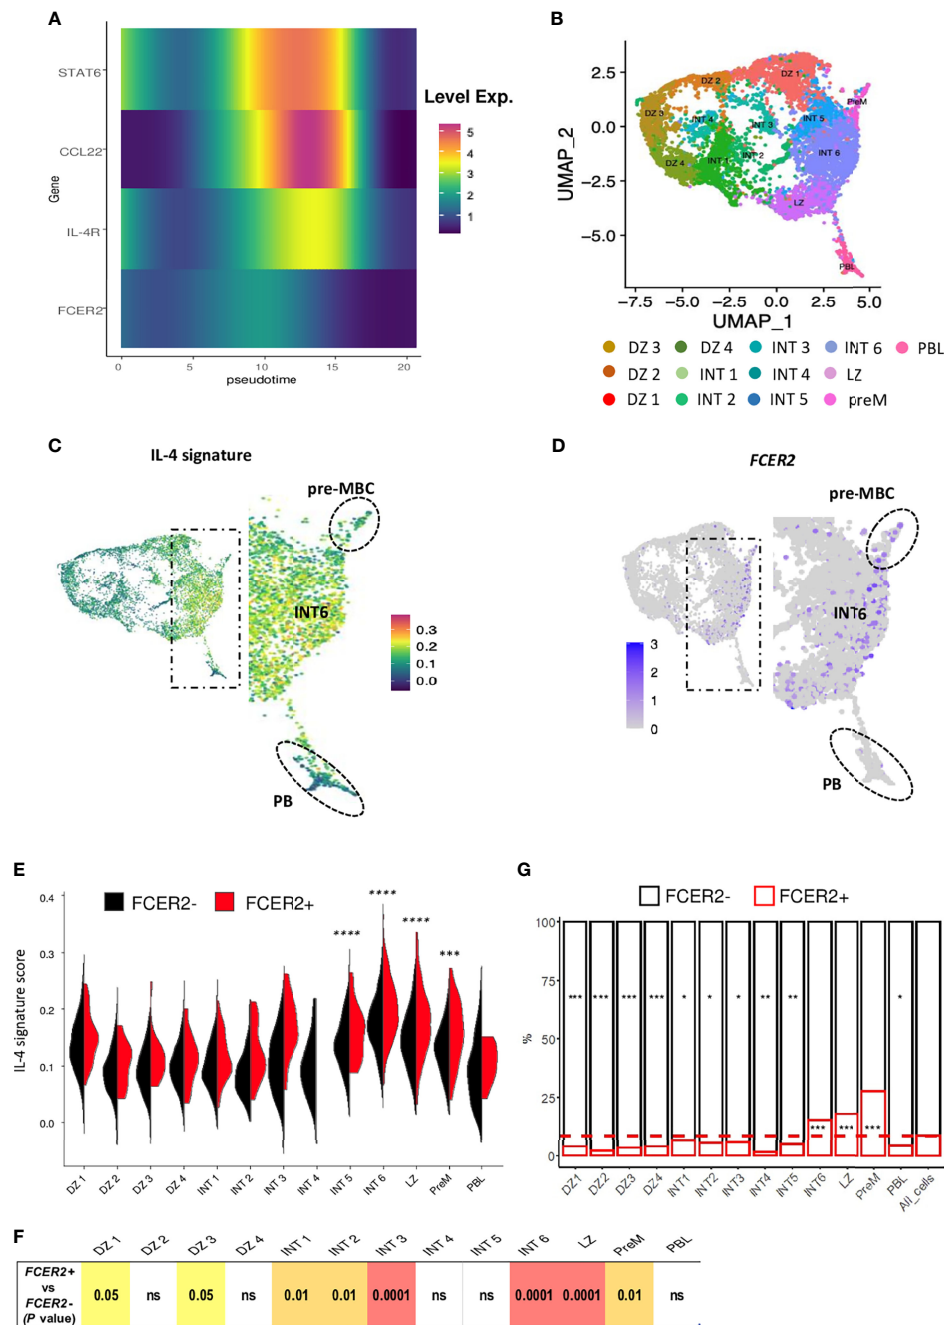 A
STAT6
CCL22
IL-4R
FCER2
Gene
0
5
10
15
20
pseudotime
Level Exp.
5
4
3
2
1
B
UMAP_2
2.5
0.0
−2.5
−5.0
−7.5
−5.0
−2.5
0.0
2.5
5.0
UMAP_1
DZ 1
DZ 2
DZ 3
DZ 4
INT 4
INT 3
INT 5
INT 1
INT 2
INT 6
PreM
LZ
PBL
DZ 3
DZ 4
INT 3
INT 6
PBL
DZ 2
INT 1
INT 4
LZ
DZ 1
INT 2
INT 5
preM
C
IL-4 signature
pre-MBC
INT6
PB
0.3
0.2
0.1
0.0
D
FCER2
pre-MBC
INT6
PB
3
2
1
0
E
FCER2-
FCER2+
IL-4 signature score
0.4
0.3
0.2
0.1
0.0
****
****
****
***
DZ 1
DZ 2
DZ 3
DZ 4
INT 1
INT 2
INT 3
INT 4
INT 5
INT 6
LZ
PreM
PBL
G
FCER2-
FCER2+
%
100
75
50
25
0
***
***
***
***
*
*
*
**
**
***
***
***
*
DZ1
DZ2
DZ3
DZ4
INT1
INT2
INT3
INT4
INT5
INT6
LZ
PreM
PBL
All_cells
F
DZ 1
DZ 2
DZ 3
DZ 4
INT 1
INT 2
INT 3
INT 4
INT 5
INT 6
LZ
PreM
PBL
FCER2+
vs
FCER2-
(P value)
0.05
ns
0.05
ns
0.01
0.01
0.0001
ns
ns
0.0001
0.0001
0.01
ns